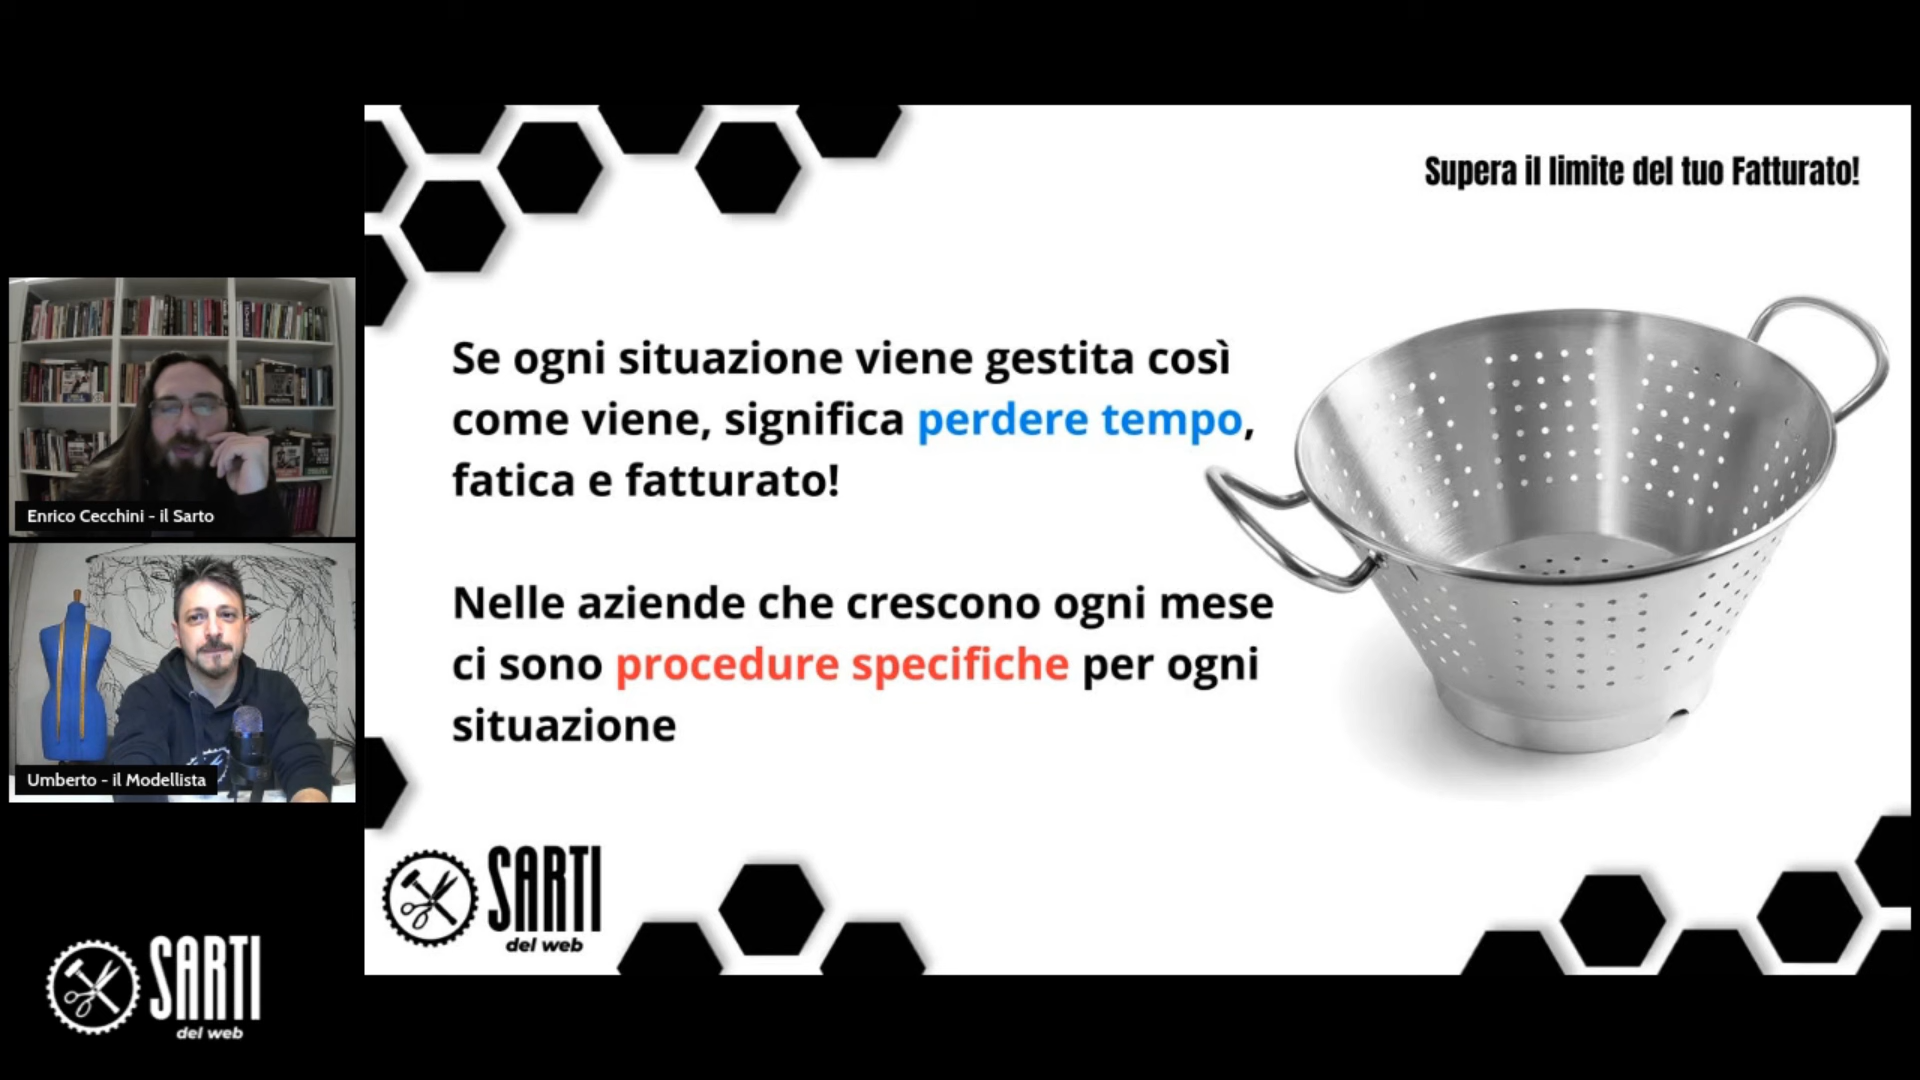 Supera il limite del tuo Fatturato!
Se ogni situazione viene gestita così
come viene, significa perdere tempo,
fatica e fatturato!
Nelle aziende che crescono ogni mese
ci sono procedure specifiche per ogni
situazione
Enrico Cecchini - il Sarto
Umberto - il Modellista
SARTI
del web
SARTI
del web